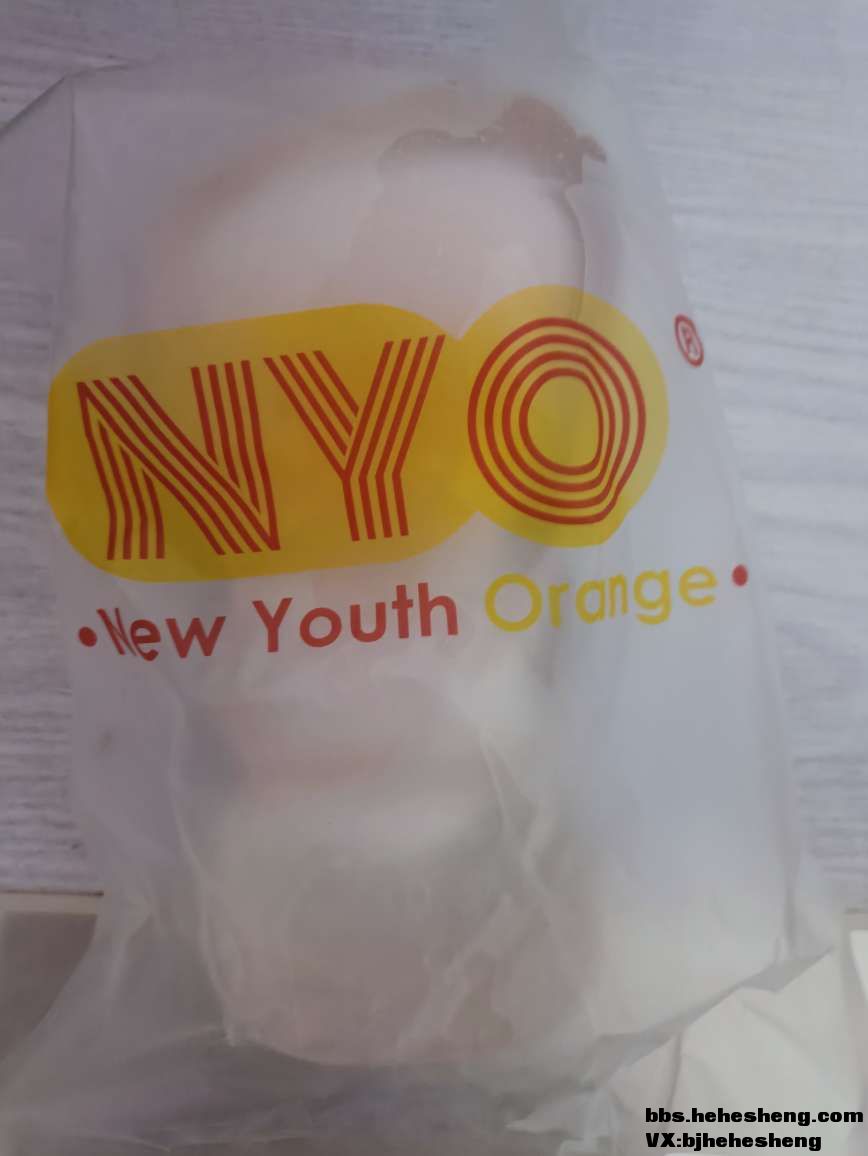 NYO
®
•New Youth Orange•
bbs.hehesheng.com
VX:bjhehesheng